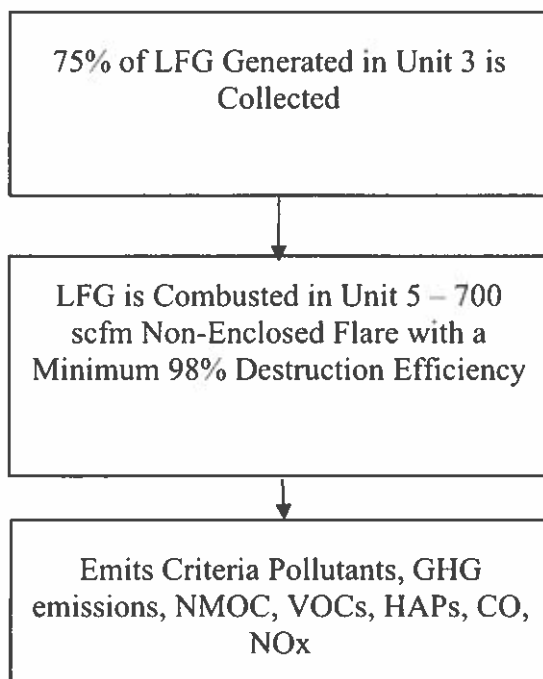 75% of LFG Generated in Unit 3 is
Collected
LFG is Combusted in Unit 5 – 700
scfm Non-Enclosed Flare with a
Minimum 98% Destruction Efficiency
Emits Criteria Pollutants, GHG
emissions, NMOC, VOCs, HAPs, CO,
NOx